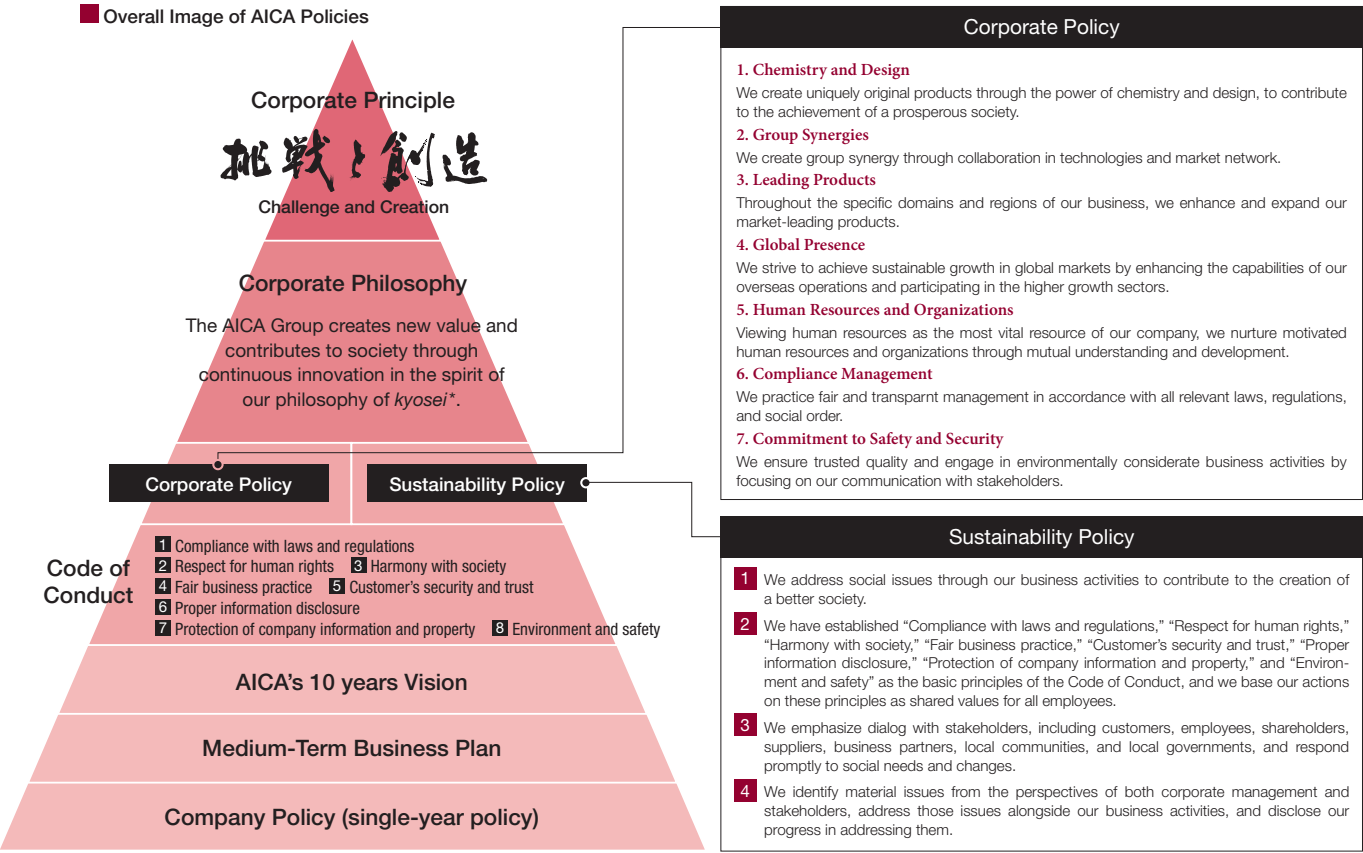 Overall Image of AICA Policies
Corporate Principle
挑戦と創造
Challenge and Creation
Corporate Philosophy
The AICA Group creates new value and
contributes to society through
continuous innovation in the spirit of
our philosophy of kyosei*.
Corporate Policy
Sustainability Policy
Code of
Conduct
1 Compliance with laws and regulations
2 Respect for human rights 3 Harmony with society
4 Fair business practice 5 Customer’s security and trust
6 Proper information disclosure
7 Protection of company information and property 8 Environment and safety
AICA’s 10 years Vision
Medium-Term Business Plan
Company Policy (single-year policy)
Corporate Policy
1. Chemistry and Design
We create uniquely original products through the power of chemistry and design, to contribute
to the achievement of a prosperous society.
2. Group Synergies
We create group synergy through collaboration in technologies and market network.
3. Leading Products
Throughout the specific domains and regions of our business, we enhance and expand our
market-leading products.
4. Global Presence
We strive to achieve sustainable growth in global markets by enhancing the capabilities of our
overseas operations and participating in the higher growth sectors.
5. Human Resources and Organizations
Viewing human resources as the most vital resource of our company, we nurture motivated
human resources and organizations through mutual understanding and development.
6. Compliance Management
We practice fair and transparnt management in accordance with all relevant laws, regulations,
and social order.
7. Commitment to Safety and Security
We ensure trusted quality and engage in environmentally considerate business activities by
focusing on our communication with stakeholders.
Sustainability Policy
1 We address social issues through our business activities to contribute to the creation of
a better society.
2 We have established “Compliance with laws and regulations,” “Respect for human rights,”
“Harmony with society,” “Fair business practice,” “Customer’s security and trust,” “Proper
information disclosure,” “Protection of company information and property,” and “Environ-
ment and safety” as the basic principles of the Code of Conduct, and we base our actions
on these principles as shared values for all employees.
3 We emphasize dialog with stakeholders, including customers, employees, shareholders,
suppliers, business partners, local communities, and local governments, and respond
promptly to social needs and changes.
4 We identify material issues from the perspectives of both corporate management and
stakeholders, address those issues alongside our business activities, and disclose our
progress in addressing them.